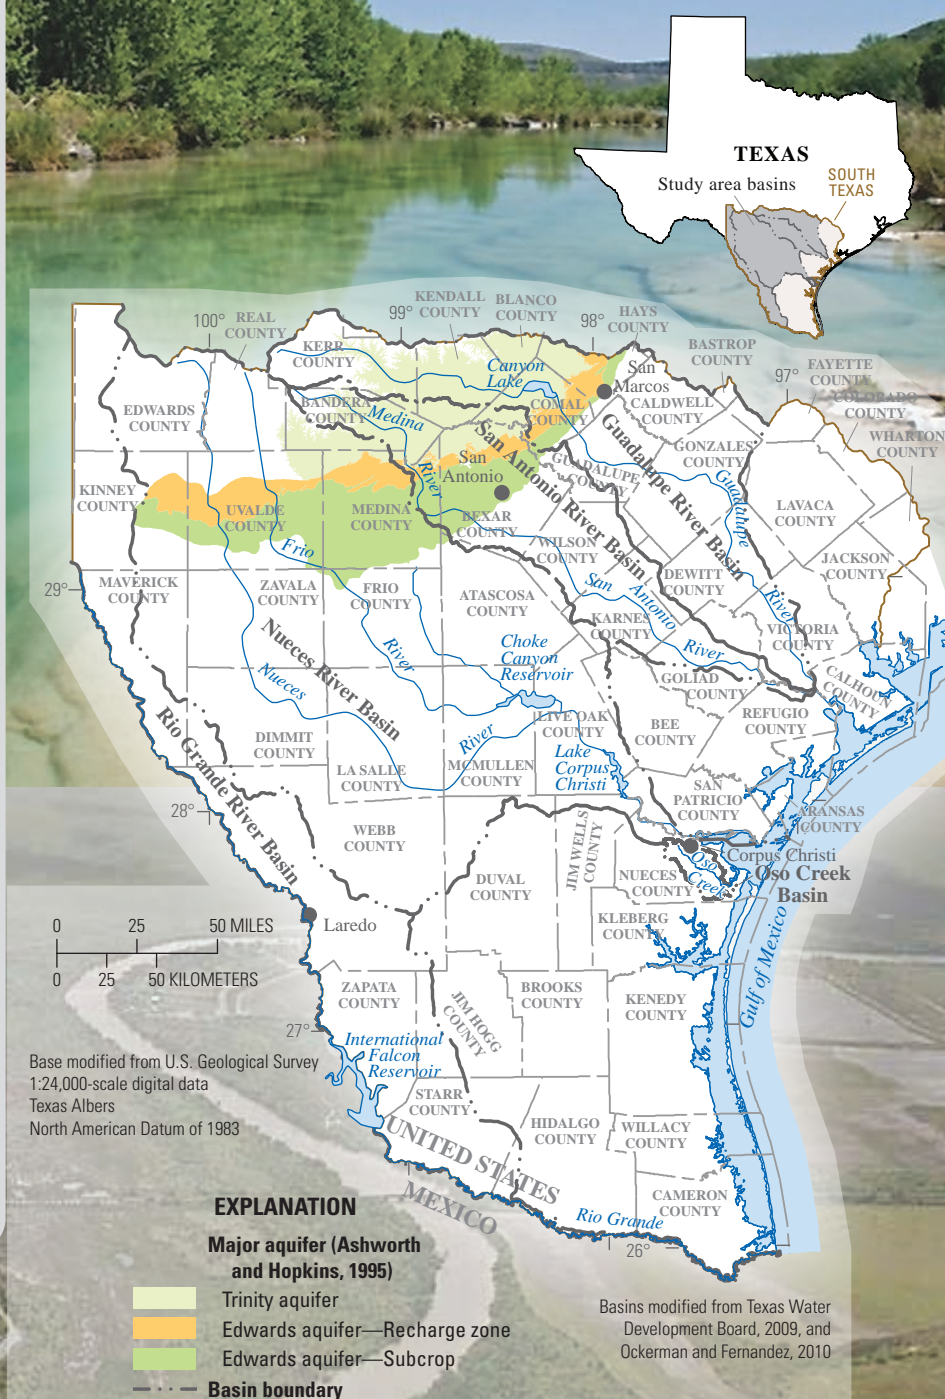 TEXAS
Study area basins
SOUTH
TEXAS
KENDALL
COUNTY
BLANCO
COUNTY
HAYS
COUNTY
100°
REAL
COUNTY
99°
98°
BASTROP
COUNTY
97°
FAYETTE
COUNTY
COLORADO
COUNTY
WHARTON
COUNTY
KERR
COUNTY
Canyon
Lake
San
Marcos
EDWARDS
COUNTY
BANDERA
COUNTY
Medina
River
COMAL
COUNTY
CALDWELL
COUNTY
GONZALES
COUNTY
San Antonio River Basin
Guadalupe River Basin
San
Antonio
GUADALUPE
COUNTY
Guadalupe
River
KINNEY
COUNTY
UVALDE
COUNTY
MEDINA
COUNTY
BEXAR
COUNTY
LAVACA
COUNTY
WILSON
COUNTY
Frio
River
JACKSON
COUNTY
29°
MAVERICK
COUNTY
ZAVALA
COUNTY
FRIO
COUNTY
ATASCOSA
COUNTY
San Antonio
River
DEWITT
COUNTY
KARNES
COUNTY
VICTORIA
COUNTY
Nueces River Basin
Choke
Canyon
Reservoir
GOLIAD
COUNTY
CALHOUN
COUNTY
Nueces
River
Rio Grande River Basin
DIMMIT
COUNTY
LA SALLE
COUNTY
MCMULLEN
COUNTY
LIVE OAK
COUNTY
BEE
COUNTY
REFUGIO
COUNTY
Lake
Corpus
Christi
SAN
PATRICIO
COUNTY
ARANSAS
COUNTY
28°
WEBB
COUNTY
DUVAL
COUNTY
JIM WELLS
COUNTY
NUECES
COUNTY
Oso
Creek
Corpus Christi
Oso Creek
Basin
KLEBERG
COUNTY
Gulf of Mexico
Laredo
0 25 50 MILES
0 25 50 KILOMETERS
ZAPATA
COUNTY
JIM HOGG
COUNTY
BROOKS
COUNTY
KENEDY
COUNTY
27°
International
Falcon
Reservoir
Base modified from U.S. Geological Survey
1:24,000-scale digital data
Texas Albers
North American Datum of 1983
STARR
COUNTY
HIDALGO
COUNTY
WILLACY
COUNTY
UNITED STATES
MEXICO
CAMERON
COUNTY
Rio Grande
26°
EXPLANATION
Major aquifer (Ashworth
and Hopkins, 1995)
Trinity aquifer
Edwards aquifer—Recharge zone
Edwards aquifer—Subcrop
Basin boundary
Basins modified from Texas Water
Development Board, 2009, and
Ockerman and Fernandez, 2010